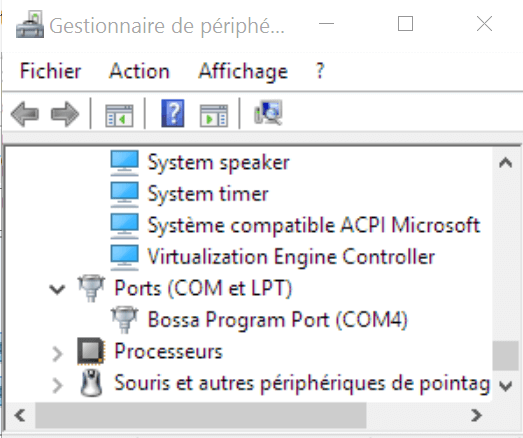 Gestionnaire de périphé...
Fichier Action Affichage ?
System speaker
System timer
Système compatible ACPI Microsoft
Virtualization Engine Controller
Ports (COM et LPT)
Bossa Program Port (COM4)
Processeurs
Souris et autres périphériques de pointag